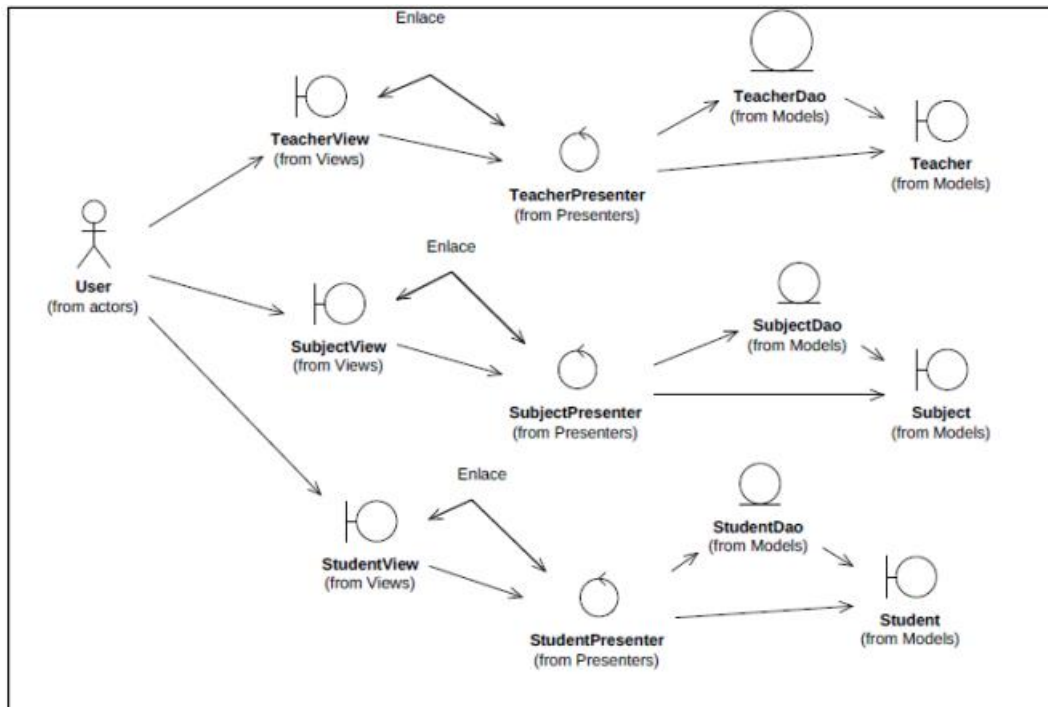 Enlace
TeacherView
(from Views)
TeacherDao
(from Models)
Teacher
(from Models)
TeacherPresenter
(from Presenters)
User
(from actors)
Enlace
SubjectView
(from Views)
SubjectDao
(from Models)
SubjectPresenter
(from Presenters)
Subject
(from Models)
Enlace
StudentView
(from Views)
StudentDao
(from Models)
StudentPresenter
(from Presenters)
Student
(from Models)